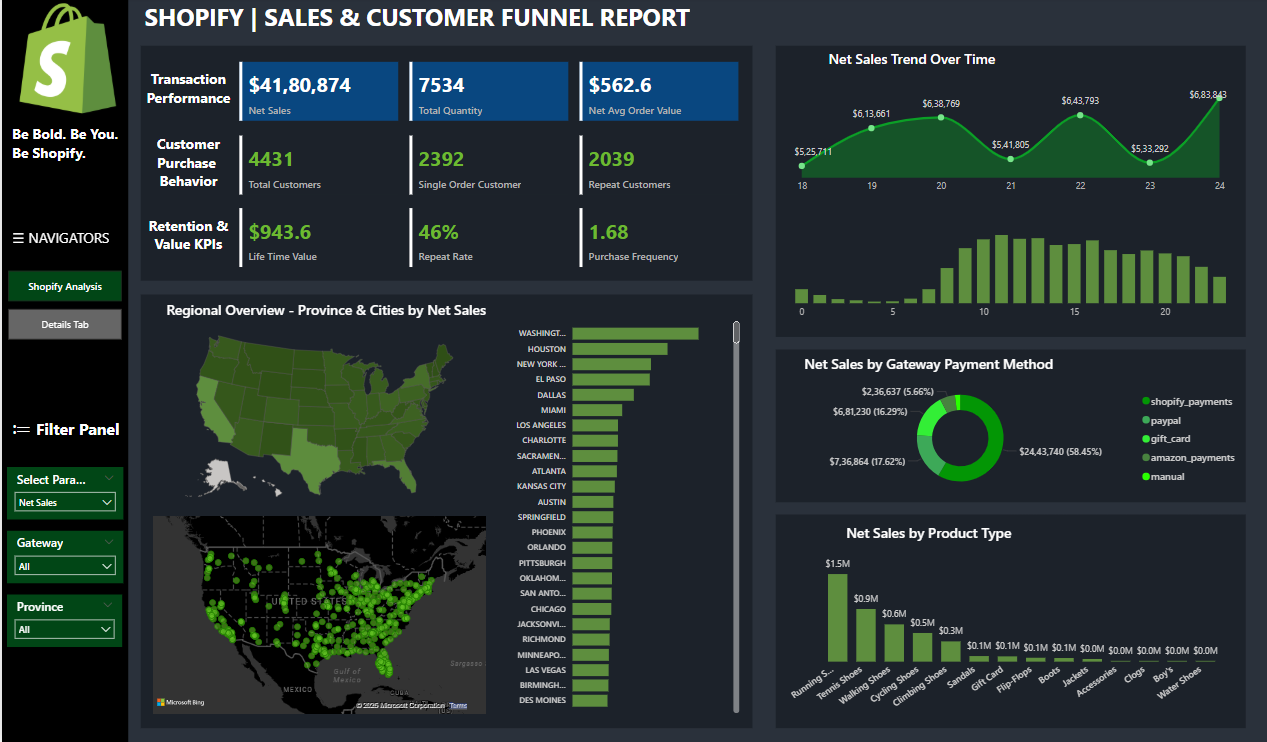 SHOPIFY | SALES & CUSTOMER FUNNEL REPORT
Be Bold. Be You.
Be Shopify.
☰ NAVIGATORS
Shopify Analysis
Details Tab
Filter Panel
Select Para...
Net Sales
Gateway
All
Province
All
Transaction
Performance
$41,80,874
Net Sales
7534
Total Quantity
$562.6
Net Avg Order Value
Customer
Purchase
Behavior
4431
Total Customers
2392
Single Order Customer
2039
Repeat Customers
Retention &
Value KPIs
$943.6
Life Time Value
46%
Repeat Rate
1.68
Purchase Frequency
Regional Overview - Province & Cities by Net Sales
UNITED STATES
Gulf of
Mexico
MEXICO
CUBA
Sargasso
Microsoft Bing
© 2025 Microsoft Corporation Terms
WASHINGT...
HOUSTON
NEW YORK ...
EL PASO
DALLAS
MIAMI
LOS ANGELES
CHARLOTTE
SACRAMEN...
ATLANTA
KANSAS CITY
AUSTIN
SPRINGFIELD
PHOENIX
ORLANDO
PITTSBURGH
OKLAHOM...
SAN ANTO...
CHICAGO
JACKSONVI...
RICHMOND
MINNEAPO...
LAS VEGAS
BIRMINGH...
DES MOINES
Net Sales Trend Over Time
$5,25,711
$6,13,661
$6,38,769
$5,41,805
$6,43,793
$5,33,292
$6,83,843
18 19 20 21 22 23 24
0 5 10 15 20
Net Sales by Gateway Payment Method
$2,36,637 (5.66%)
$6,81,230 (16.29%)
$7,36,864 (17.62%)
$24,43,740 (58.45%)
shopify_payments
paypal
gift_card
amazon_payments
manual
Net Sales by Product Type
$1.5M
$0.9M
$0.6M
$0.5M
$0.3M
$0.1M
$0.1M
$0.1M
$0.1M
$0.0M
$0.0M
$0.0M
$0.0M
$0.0M
Running S...
Tennis Shoes
Walking Shoes
Cycling Shoes
Climbing Shoes
Sandals
Gift Card
Flip-Flops
Boots
Jackets
Accessories
Clogs
Boy's
Water Shoes